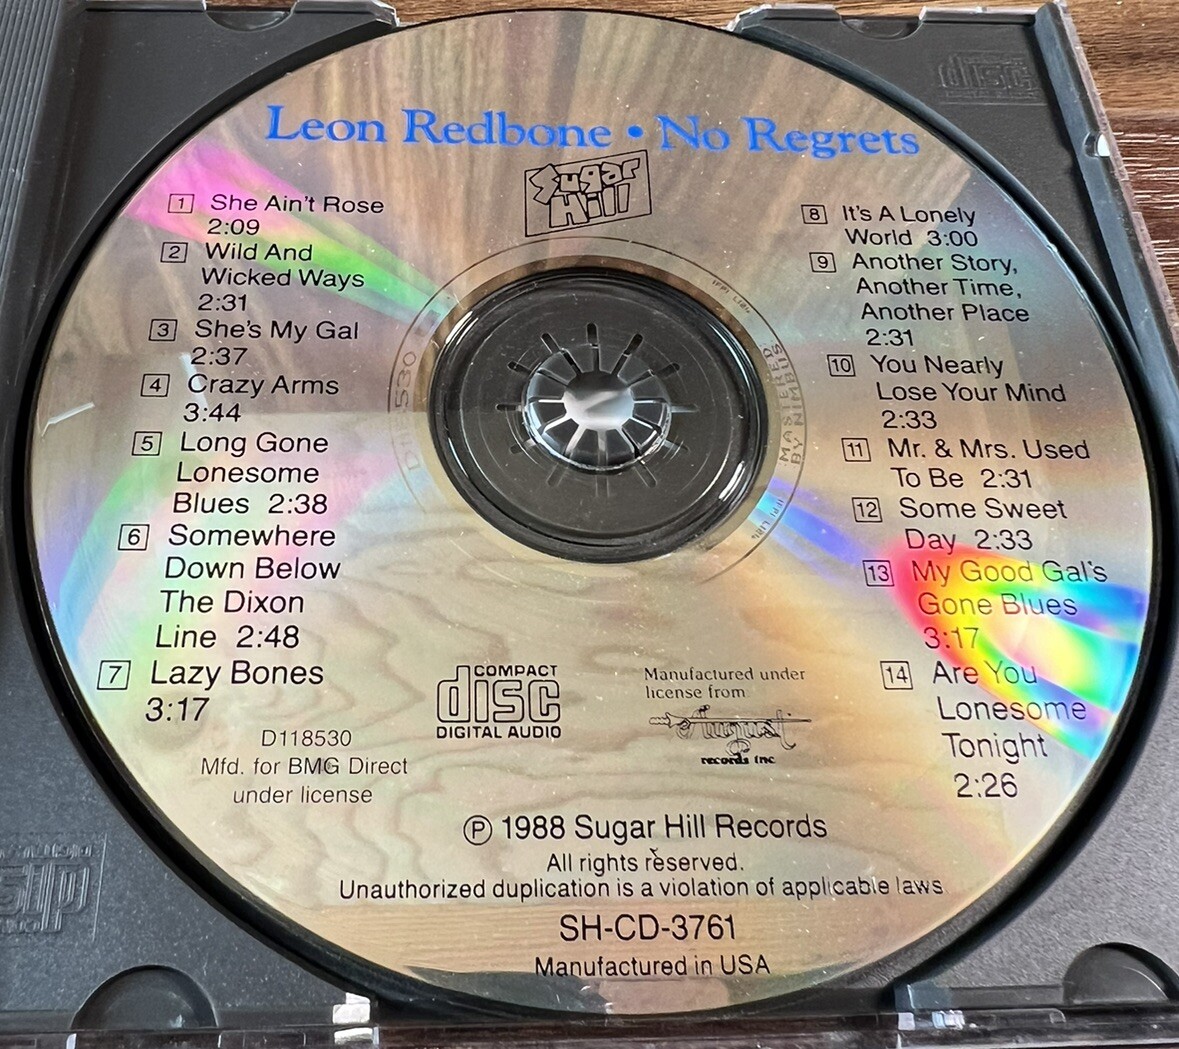 Leon Redbone • No Regrets
Sugar
Hill
1 She Ain't Rose
2:09
2 Wild And
Wicked Ways
2:31
3 She's My Gal
2:37
4 Crazy Arms
3:44
5 Long Gone
Lonesome
Blues 2:38
6 Somewhere
Down Below
The Dixon
Line 2:48
7 Lazy Bones
3:17
8 It's A Lonely
World 3:00
9 Another Story,
Another Time,
Another Place
2:31
10 You Nearly
Lose Your Mind
2:33
11 Mr. & Mrs. Used
To Be 2:31
12 Some Sweet
Day 2:33
13 My Good Gal's
Gone Blues
3:17
14 Are You
Lonesome
Tonight
2:26
D118530
MASTERED
BY NIMBUS
COMPACT
disc
DIGITAL AUDIO
Manufactured under
license from
August
records inc
D118530
Mfd. for BMG Direct
under license
℗ 1988 Sugar Hill Records
All rights reserved.
Unauthorized duplication is a violation of applicable laws
SH-CD-3761
Manufactured in USA
disc